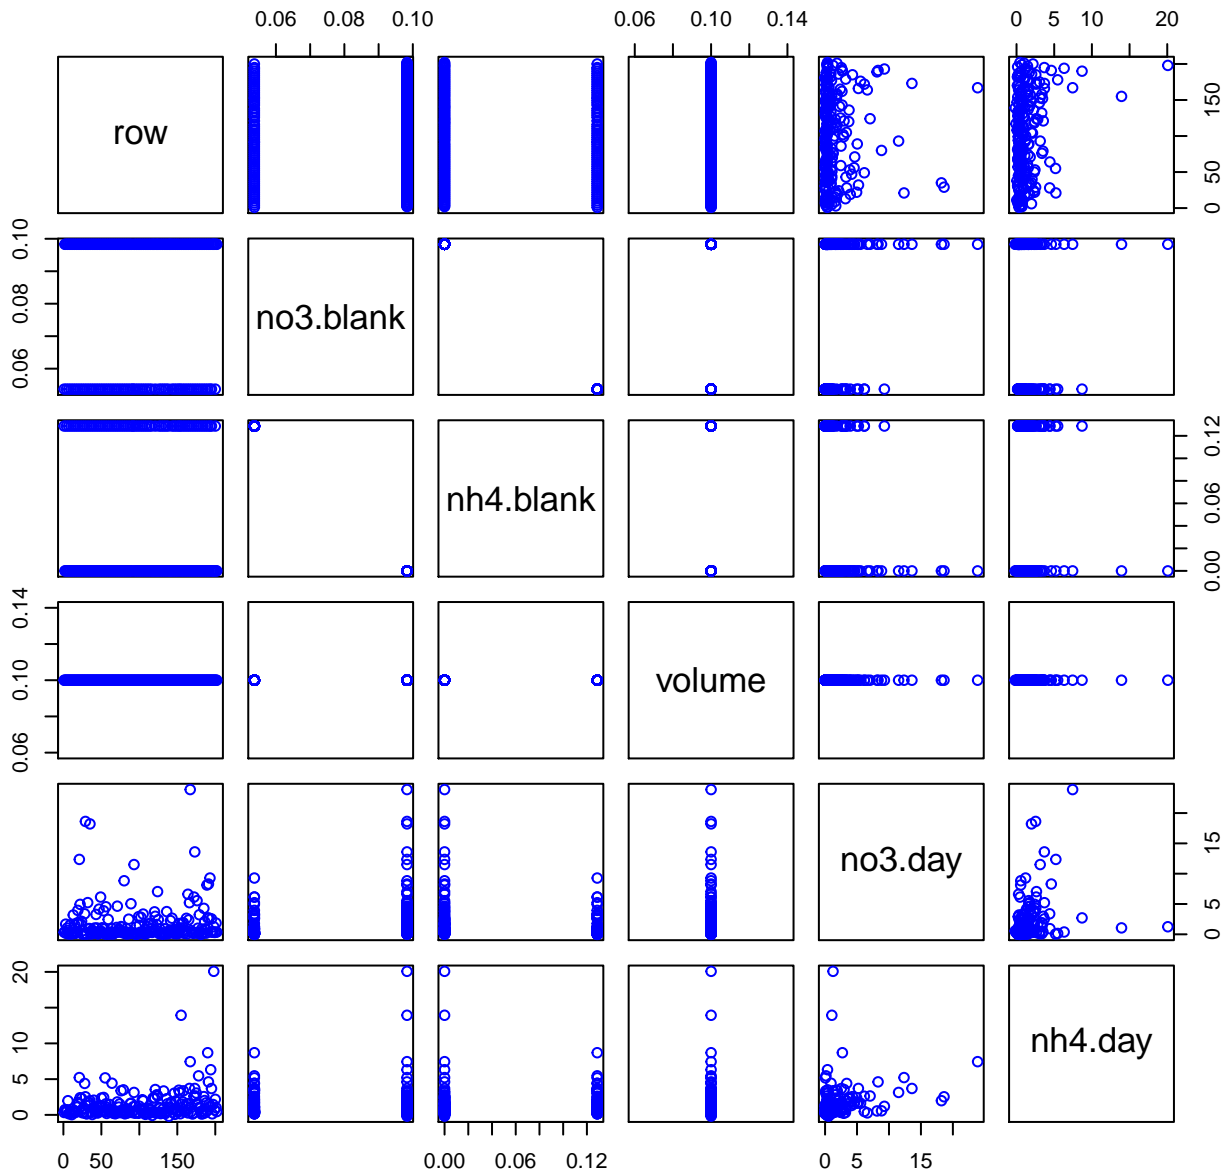 0.06 0.08 0.10 0.06 0.10 0.14 0 5 10 20
row 0 50 150
0.06 0.08 0.10 no3.blank
nh4.blank 0.00 0.06 0.12
0.06 0.10 0.14 volume
no3.day 0 5 15
0 5 10 20 nh4.day
0 50 150 0.00 0.06 0.12 0 5 15